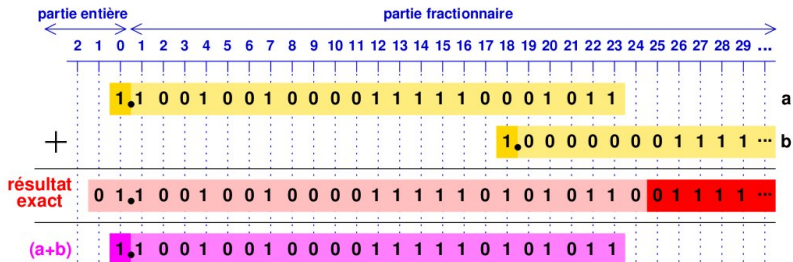 partie entière partie fractionnaire
2 1 0 1 2 3 4 5 6 7 8 9 10 11 12 13 14 15 16 17 18 19 20 21 22 23 24 25 26 27 28 29 ...
1.1 0 0 1 0 0 1 0 0 0 0 1 1 1 1 1 0 0 0 1 0 1 1 a
+ 1.0 0 0 0 0 0 0 1 1 1 1 ... b
résultat
exact 0 1.1 0 0 1 0 0 1 0 0 0 0 1 1 1 1 1 0 1 0 1 0 1 1 0 0 1 1 1 1 ...
(a+b) 1.1 0 0 1 0 0 1 0 0 0 0 1 1 1 1 1 0 1 0 1 0 1 1